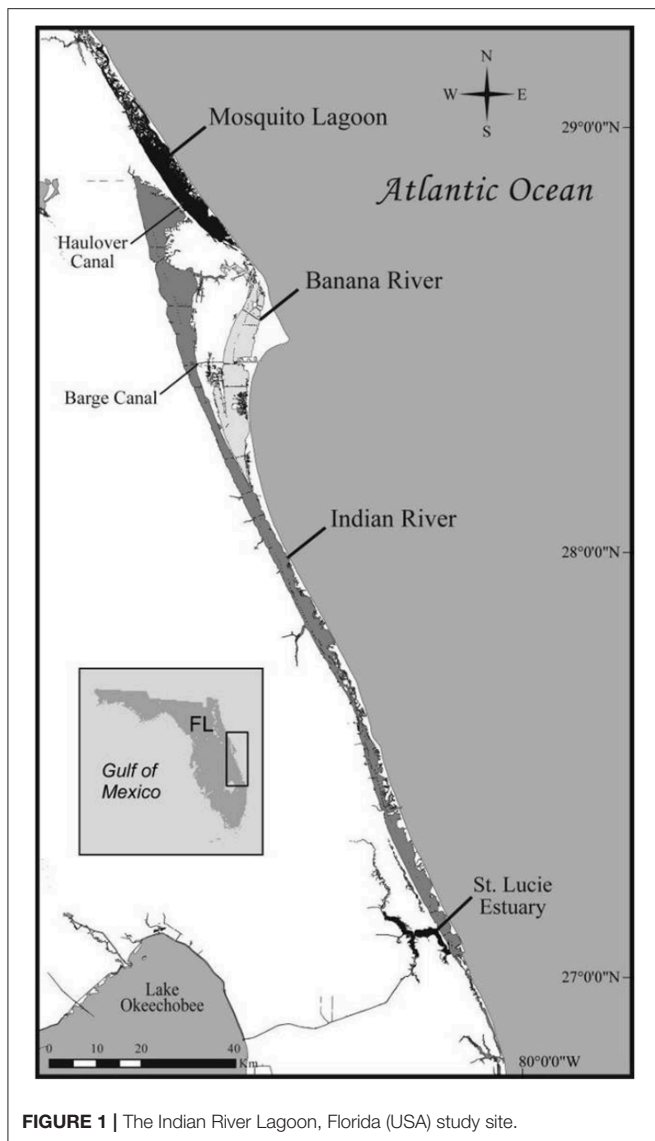 N
W E
S
Mosquito Lagoon
29°0'0"N
Atlantic Ocean
Haulover
Canal
Banana River
Barge Canal
Indian River
28°0'0"N
FL
Gulf of
Mexico
St. Lucie
Estuary
27°0'0"N
Lake
Okeechobee
0 10 20 40
Km
80°0'0"W
FIGURE 1 | The Indian River Lagoon, Florida (USA) study site.